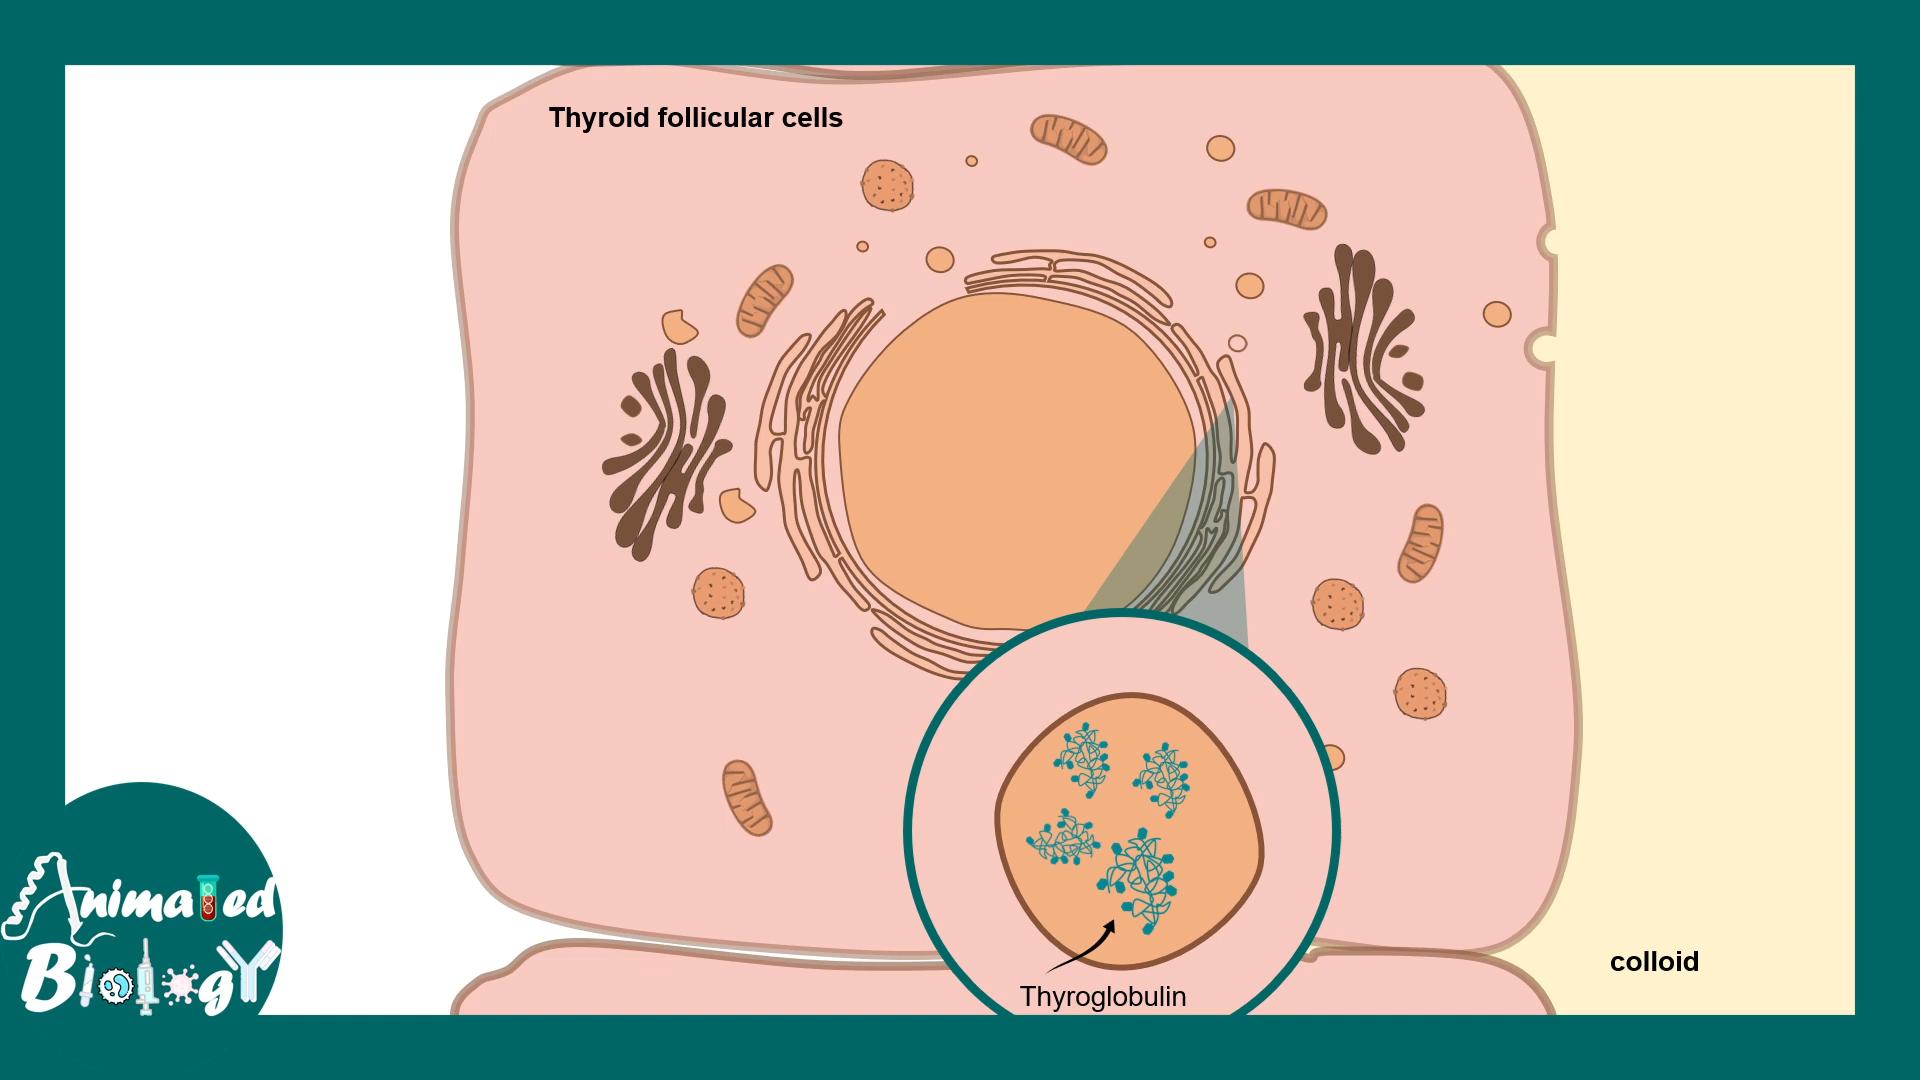 Thyroid follicular cells
colloid
Thyroglobulin
Animated
Biology